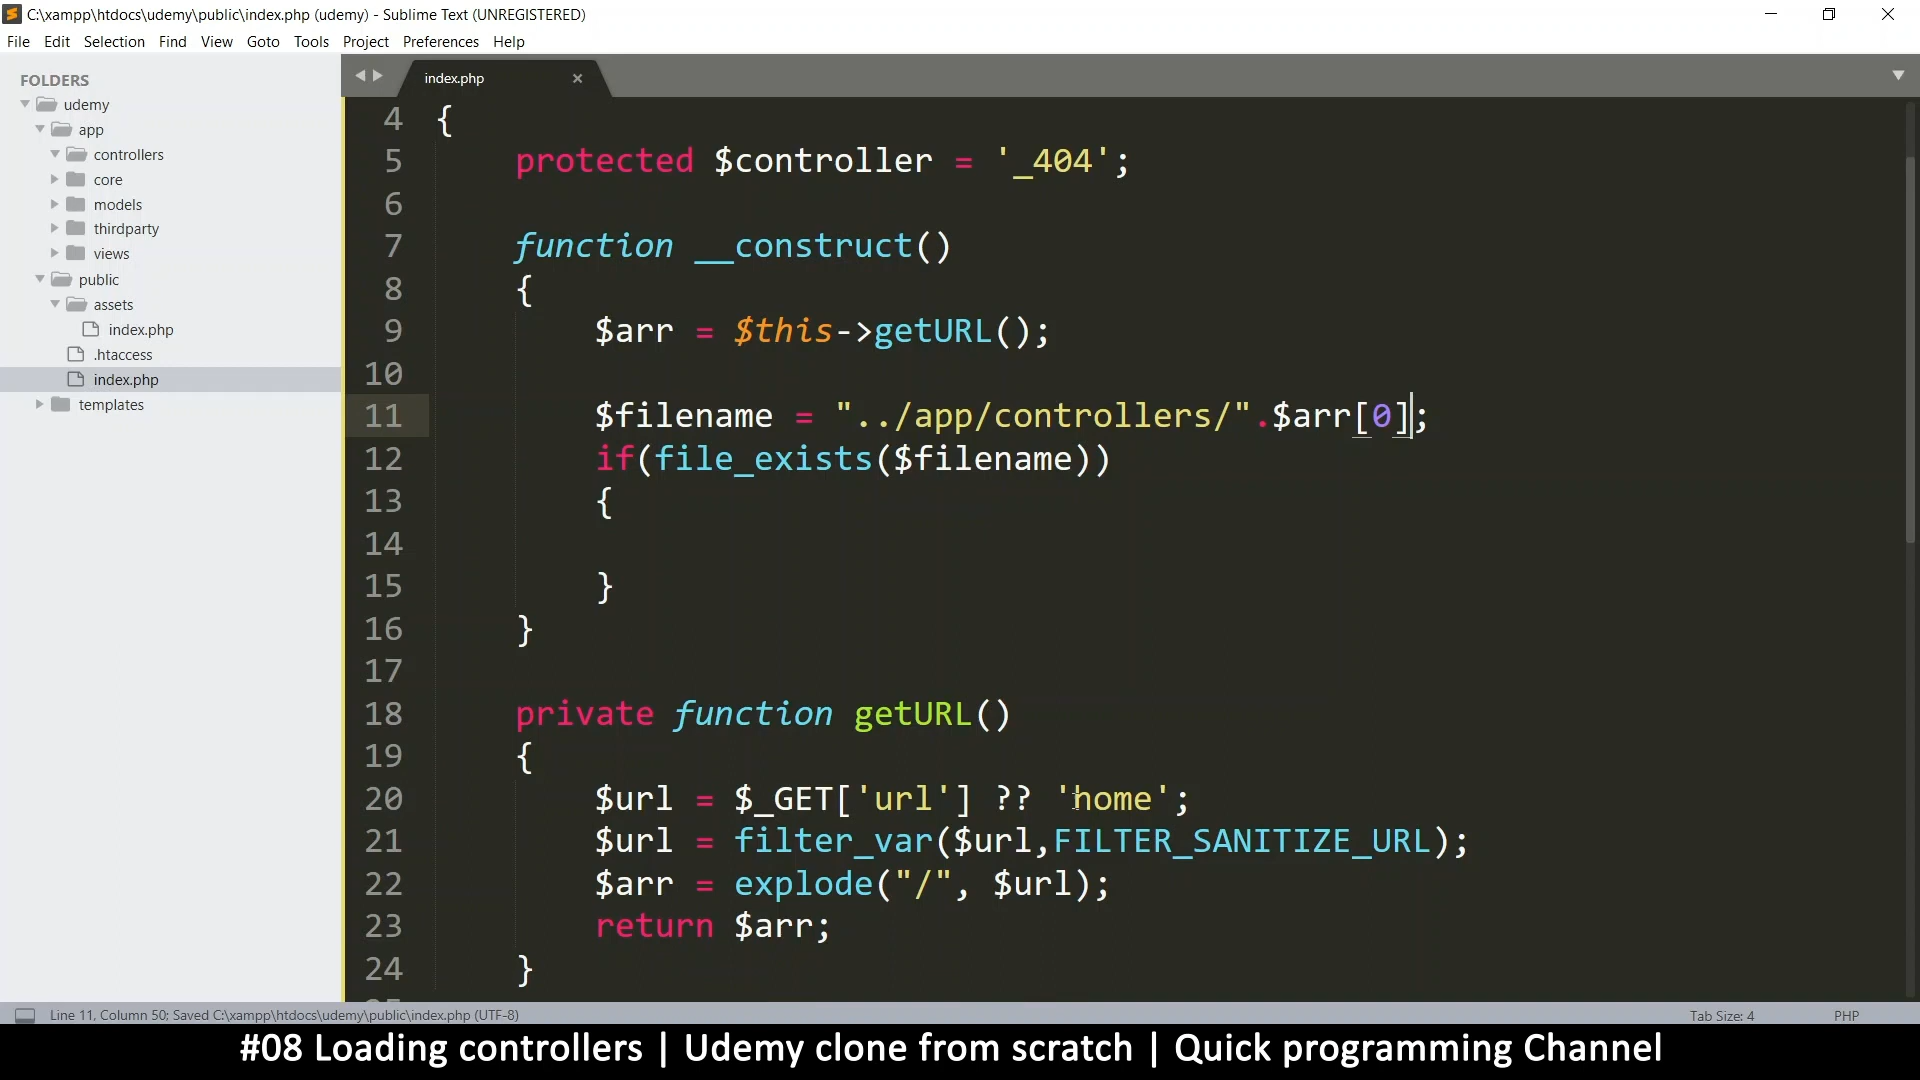 C:\xampp\htdocs\udemy\public\index.php (udemy) - Sublime Text (UNREGISTERED)
File Edit Selection Find View Goto Tools Project Preferences Help
FOLDERS
udemy
app
controllers
core
models
thirdparty
views
public
assets
index.php
.htaccess
index.php
templates
index.php
4 {
5 protected $controller = '_404';
6
7 function __construct()
8 {
9 $arr = $this->getURL();
10
11 $filename = "../app/controllers/".$arr[0];
12 if(file_exists($filename))
13 {
14
15 }
16 }
17
18 private function getURL()
19 {
20 $url = $_GET['url'] ?? 'home';
21 $url = filter_var($url,FILTER_SANITIZE_URL);
22 $arr = explode("/", $url);
23 return $arr;
24 }
Line 11, Column 50; Saved C:\xampp\htdocs\udemy\public\index.php (UTF-8) Tab Size: 4 PHP
#08 Loading controllers | Udemy clone from scratch | Quick programming Channel